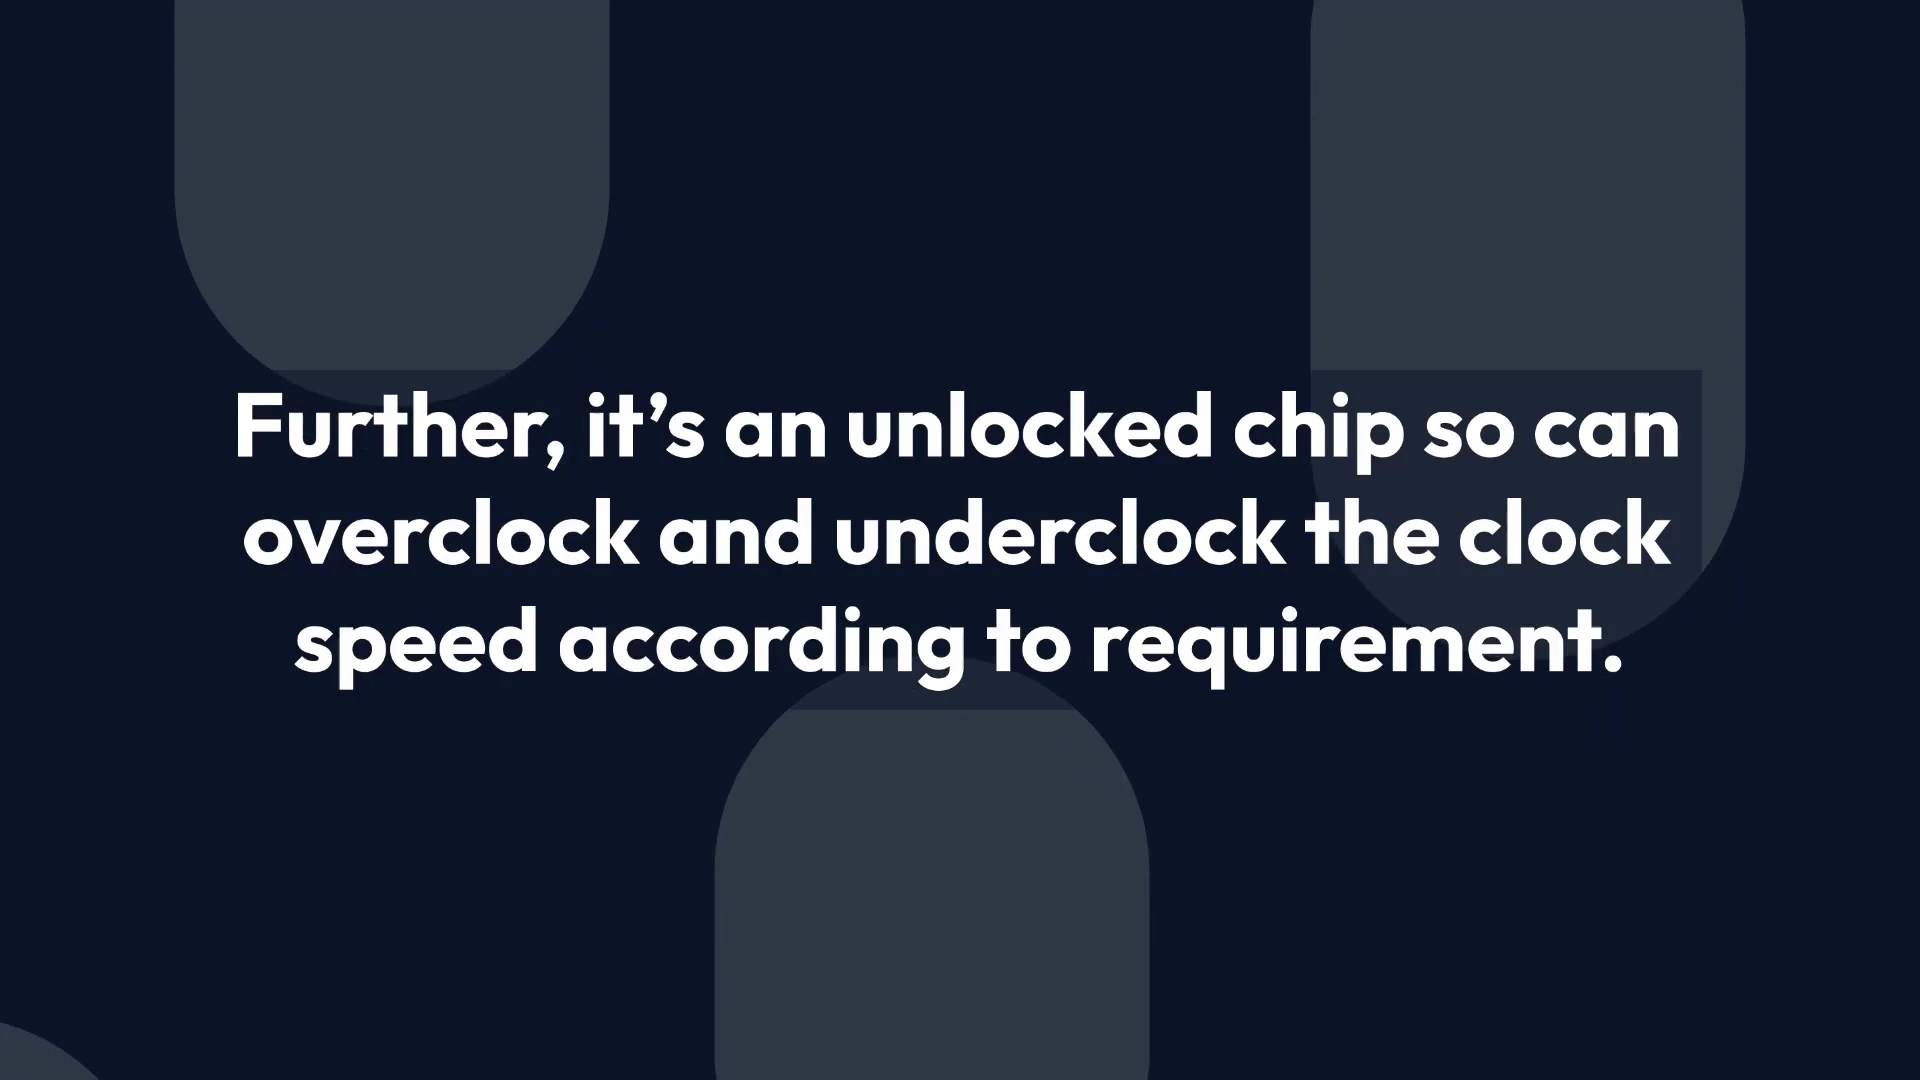 Further, it’s an unlocked chip so can
overclock and underclock the clock
speed according to requirement.